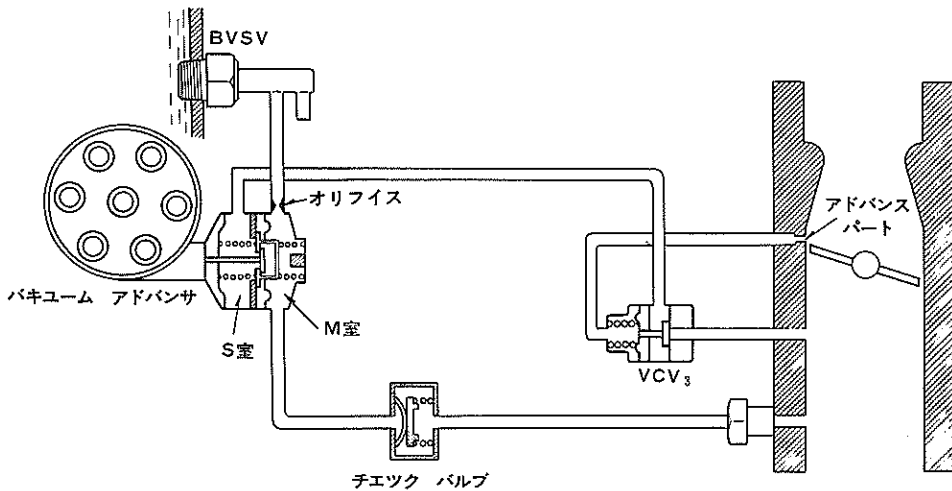 BVSV
オリフイス
アドバンス
パート
バキユーム アドバンサ
S室
M室
VCV₃
チエツク バルブ